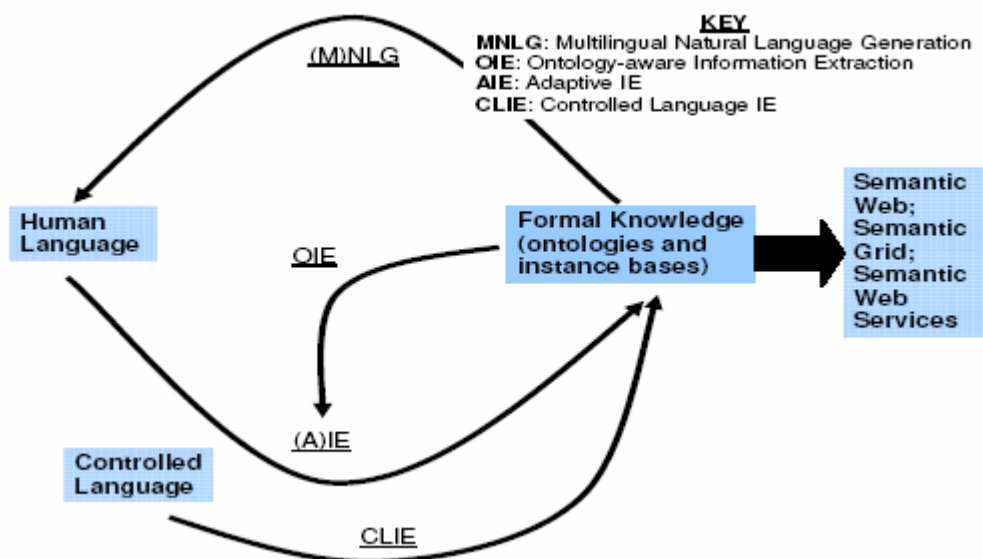 KEY
MNLG: Multilingual Natural Language Generation
OIE: Ontology-aware Information Extraction
AIE: Adaptive IE
CLIE: Controlled Language IE
(M)NLG
Human
Language
OIE
Formal Knowledge
(ontologies and
instance bases)
Semantic
Web;
Semantic
Grid;
Semantic
Web
Services
(A)IE
Controlled
Language
CLIE